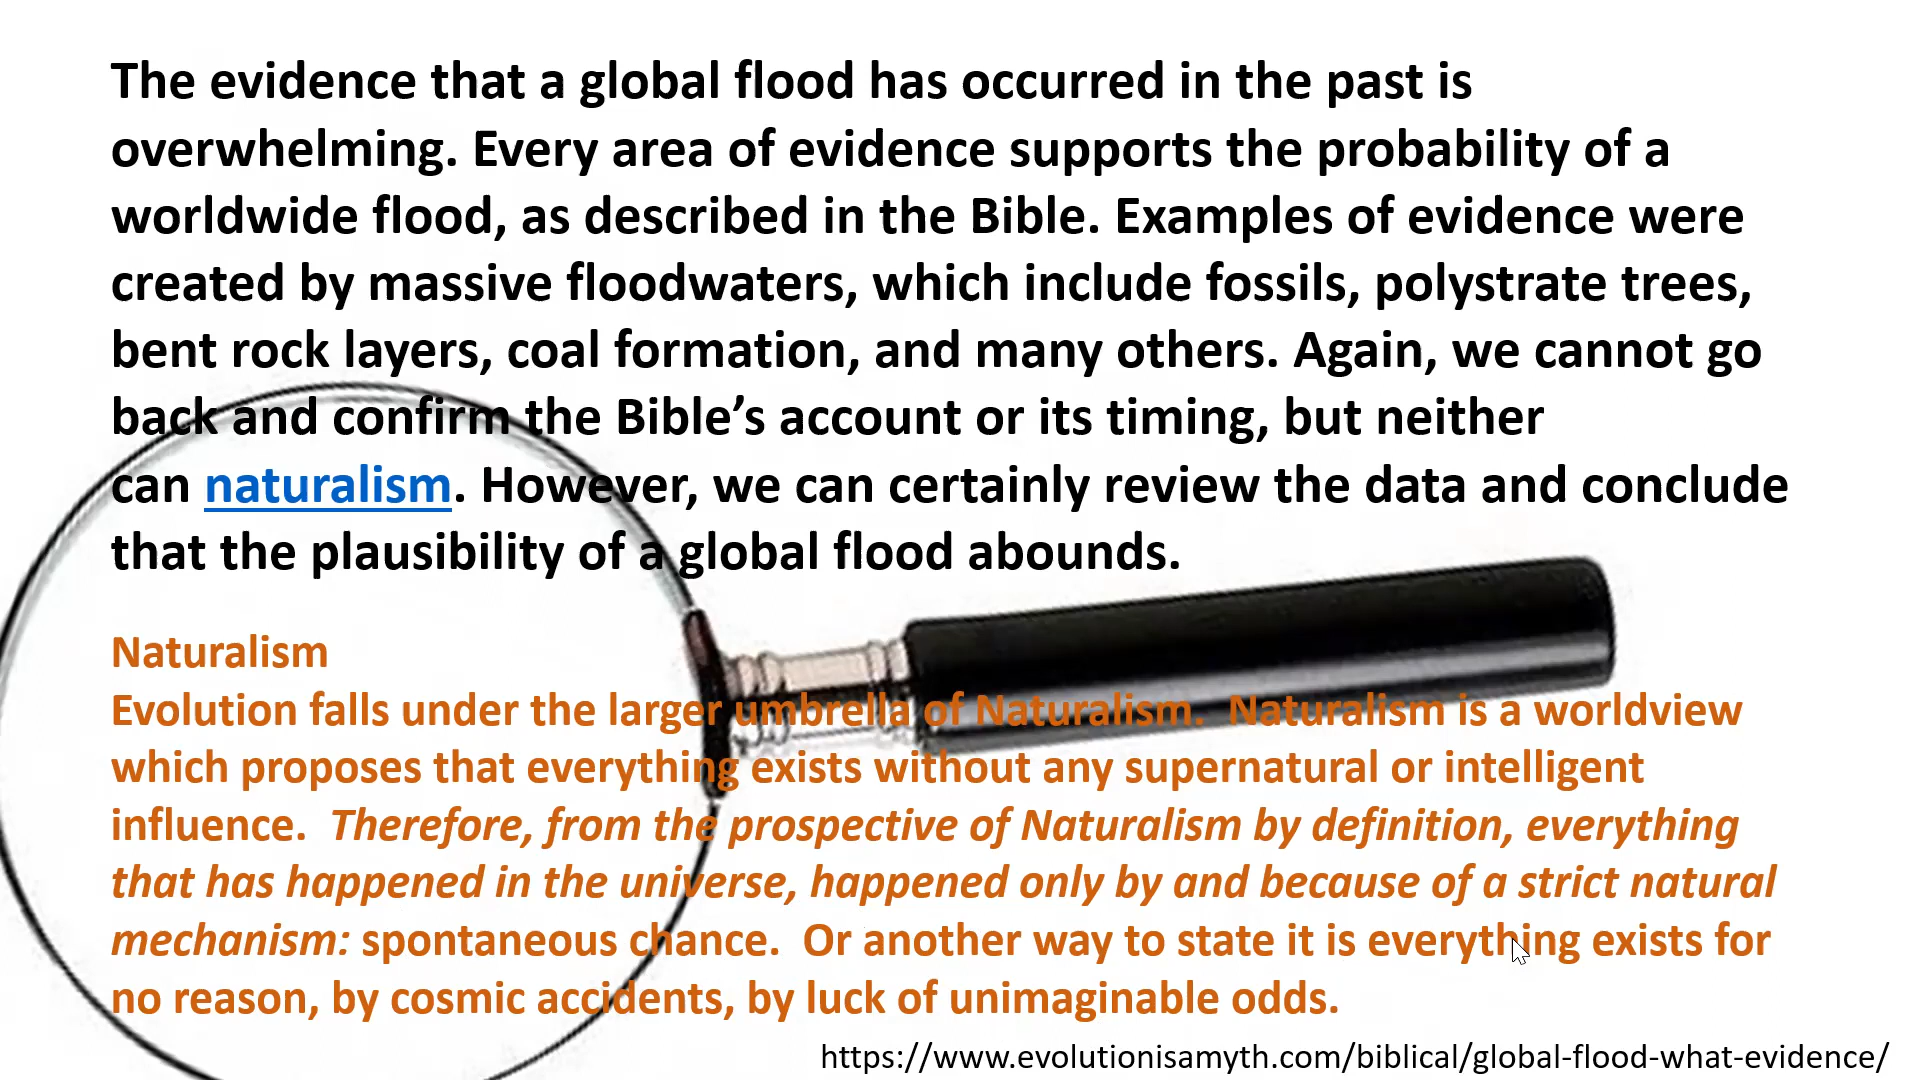 The evidence that a global flood has occurred in the past is
overwhelming. Every area of evidence supports the probability of a
worldwide flood, as described in the Bible. Examples of evidence were
created by massive floodwaters, which include fossils, polystrate trees,
bent rock layers, coal formation, and many others. Again, we cannot go
back and confirm the Bible’s account or its timing, but neither
can naturalism. However, we can certainly review the data and conclude
that the plausibility of a global flood abounds.
Naturalism
Evolution falls under the larger umbrella of Naturalism.  Naturalism is a worldview
which proposes that everything exists without any supernatural or intelligent
influence.  Therefore, from the prospective of Naturalism by definition, everything
that has happened in the universe, happened only by and because of a strict natural
mechanism: spontaneous chance.  Or another way to state it is everything exists for
no reason, by cosmic accidents, by luck of unimaginable odds.
https://www.evolutionisamyth.com/biblical/global-flood-what-evidence/